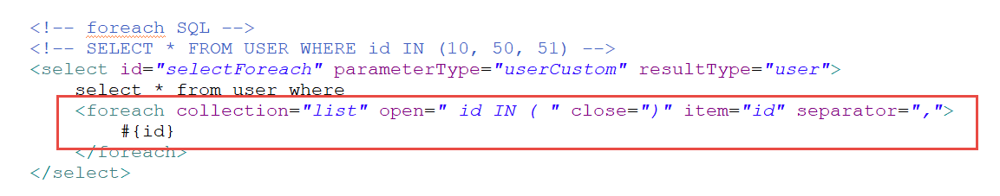 <!-- foreach SQL -->
<!-- SELECT * FROM USER WHERE id IN (10, 50, 51) -->
<select id="selectForeach" parameterType="userCustom" resultType="user">
select * from user where
<foreach collection="list" open=" id IN ( " close=")" item="id" separator=",">
#{id}
</foreach>
</select>